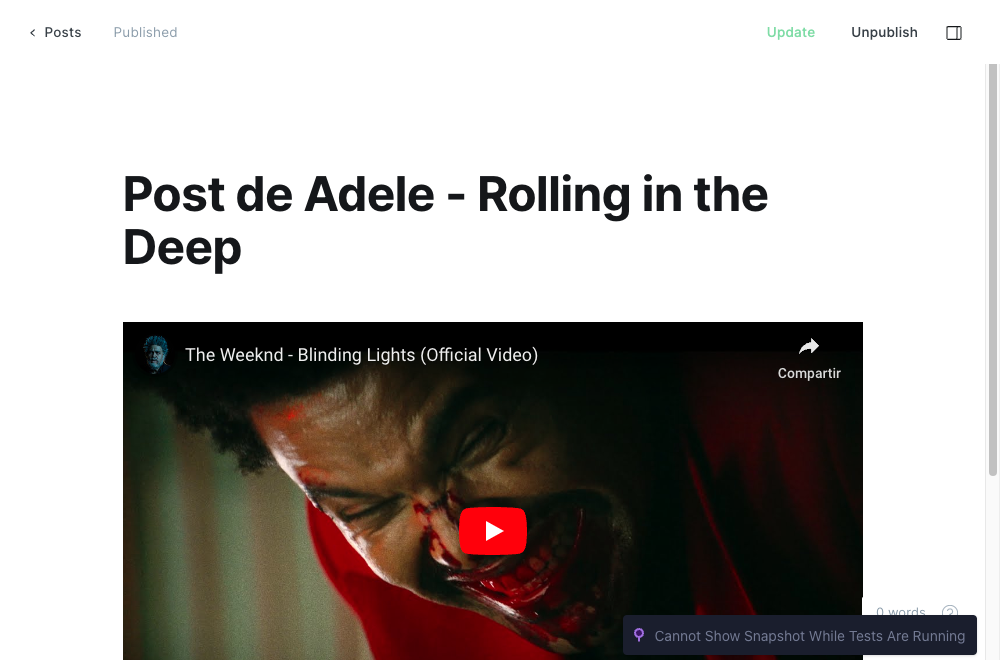 Posts
Published
Update
Unpublish
Post de Adele - Rolling in the
Deep
The Weeknd - Blinding Lights (Official Video)
Compartir
0 words
?
Cannot Show Snapshot While Tests Are Running